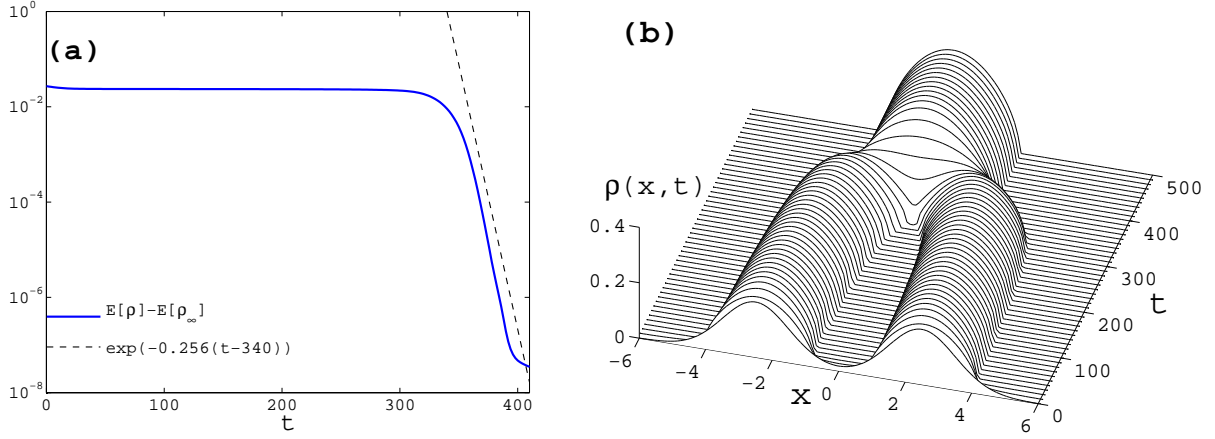 (a)
10^0
10^-2
10^-4
10^-6
10^-8
E[ρ]−E[ρ_∞]
exp(−0.256(t−340))
0 100 200 300 400
t
(b)
ρ(x,t)
0.4
0.2
0
−6 −4 −2 0 2 4 6
x
0 100 200 300 400 500
t